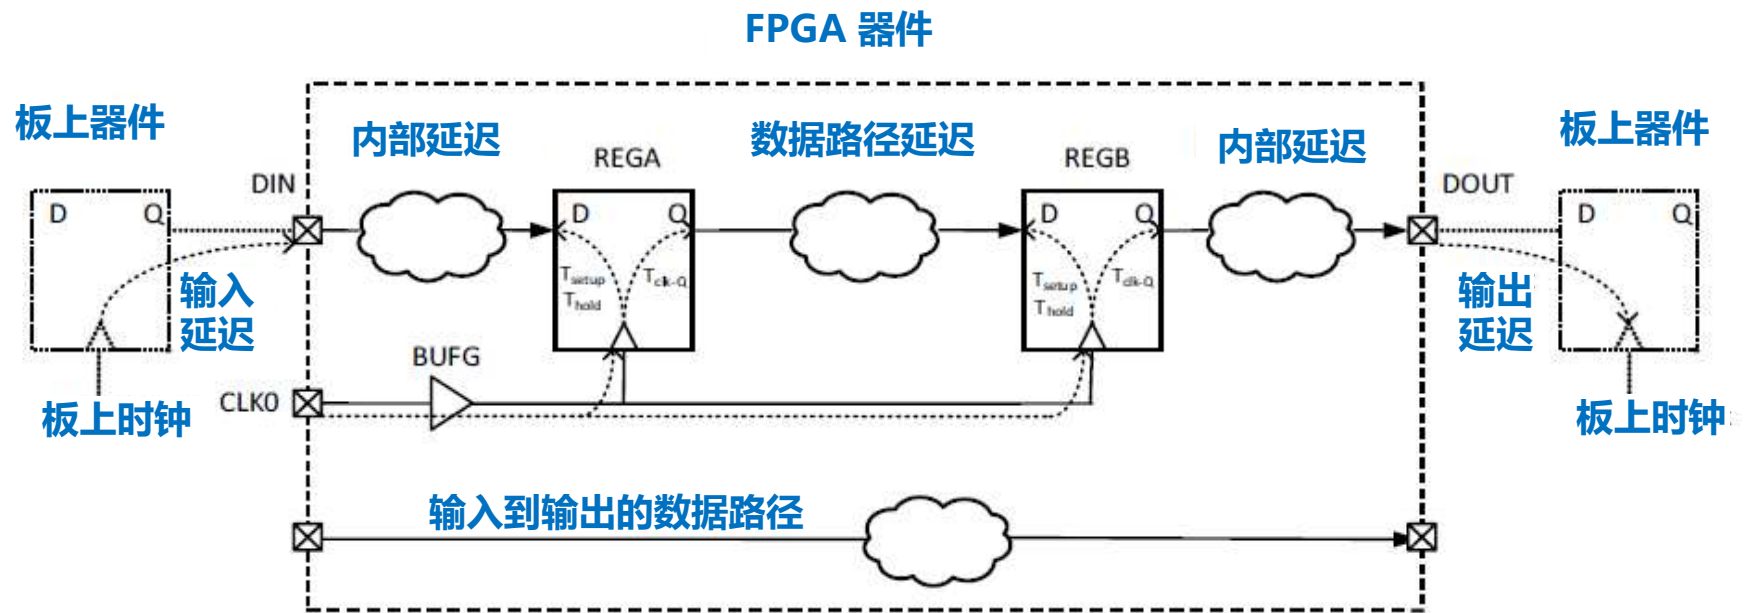 FPGA 器件
板上器件
内部延迟
数据路径延迟
内部延迟
板上器件
REGA
REGB
DIN
DOUT
D Q
D Q
D Q
D Q
Tsetup
Thold
Tclk-Q
Tsetup
Thold
Tclk-Q
输入
延迟
输出
延迟
BUFG
CLK0
板上时钟
板上时钟
输入到输出的数据路径